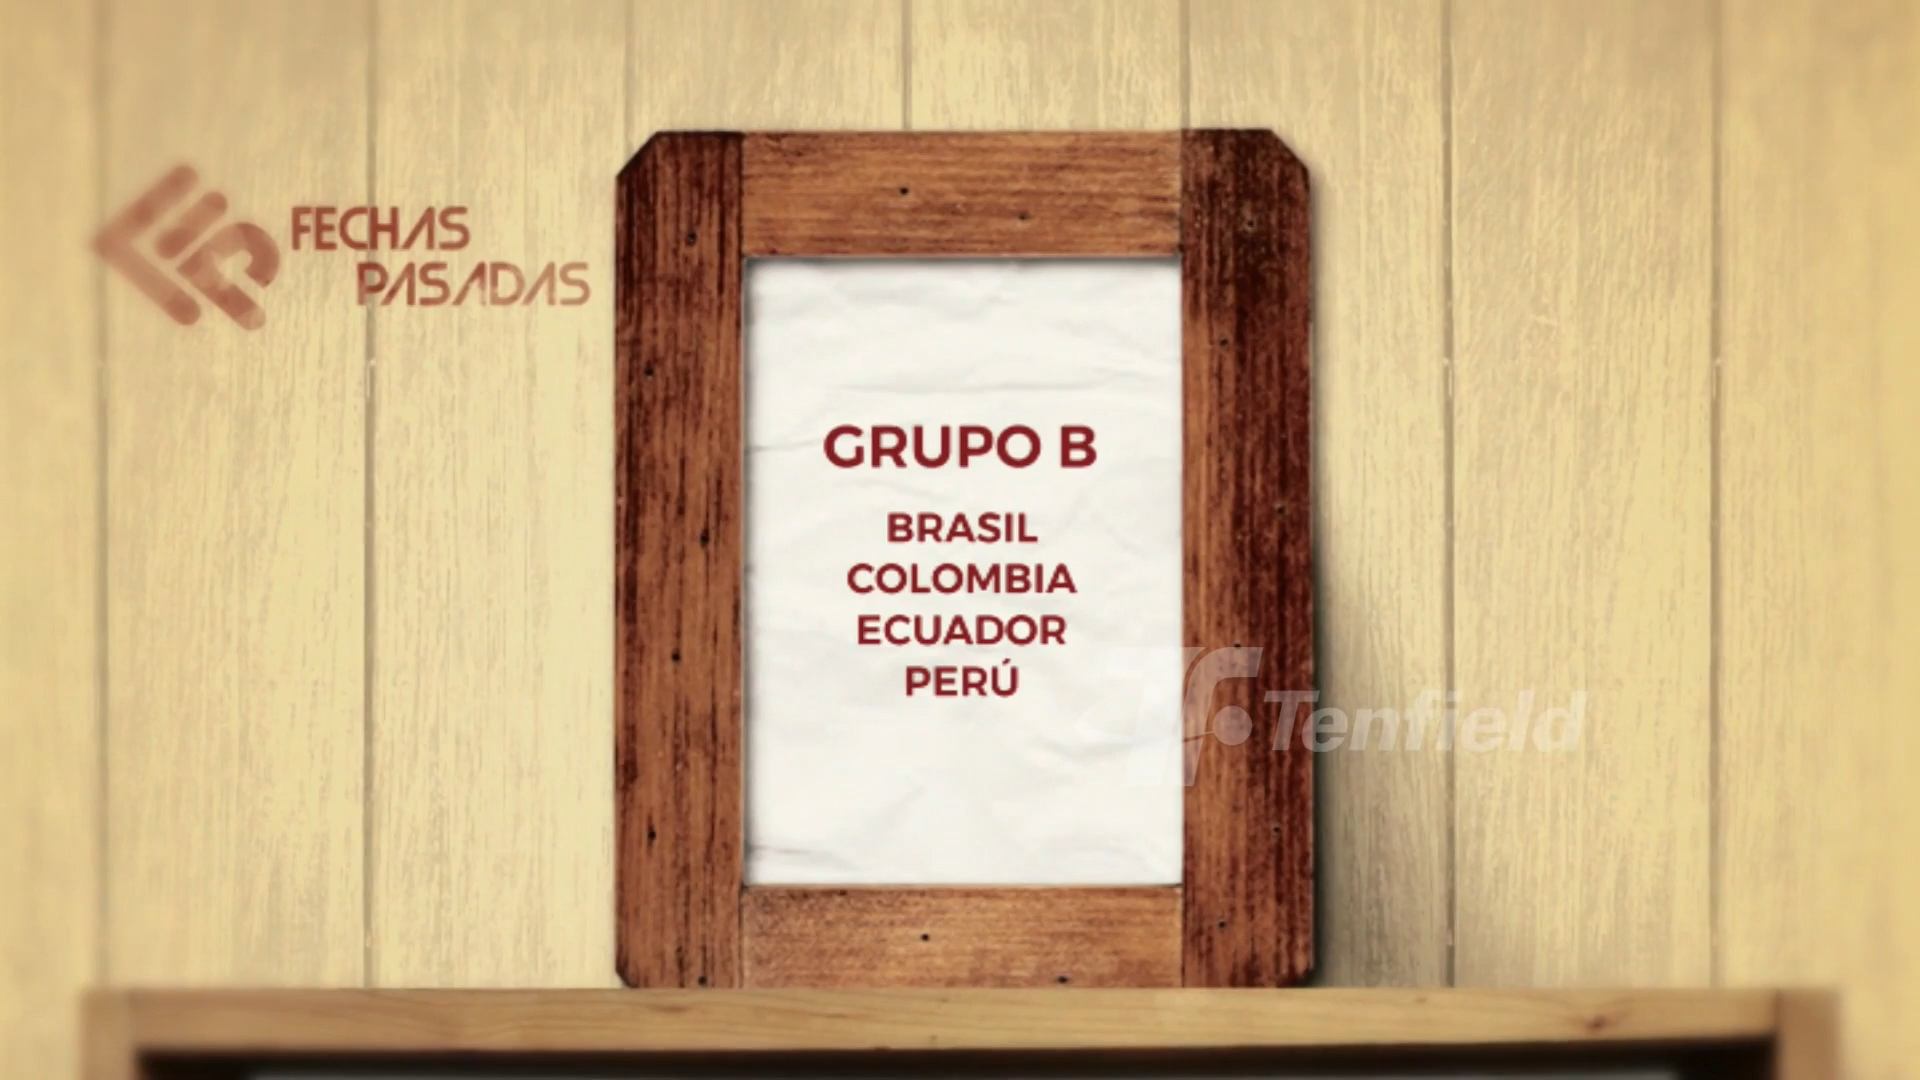 FECHAS
PASADAS
GRUPO B
BRASIL
COLOMBIA
ECUADOR
PERÚ
Tenfield